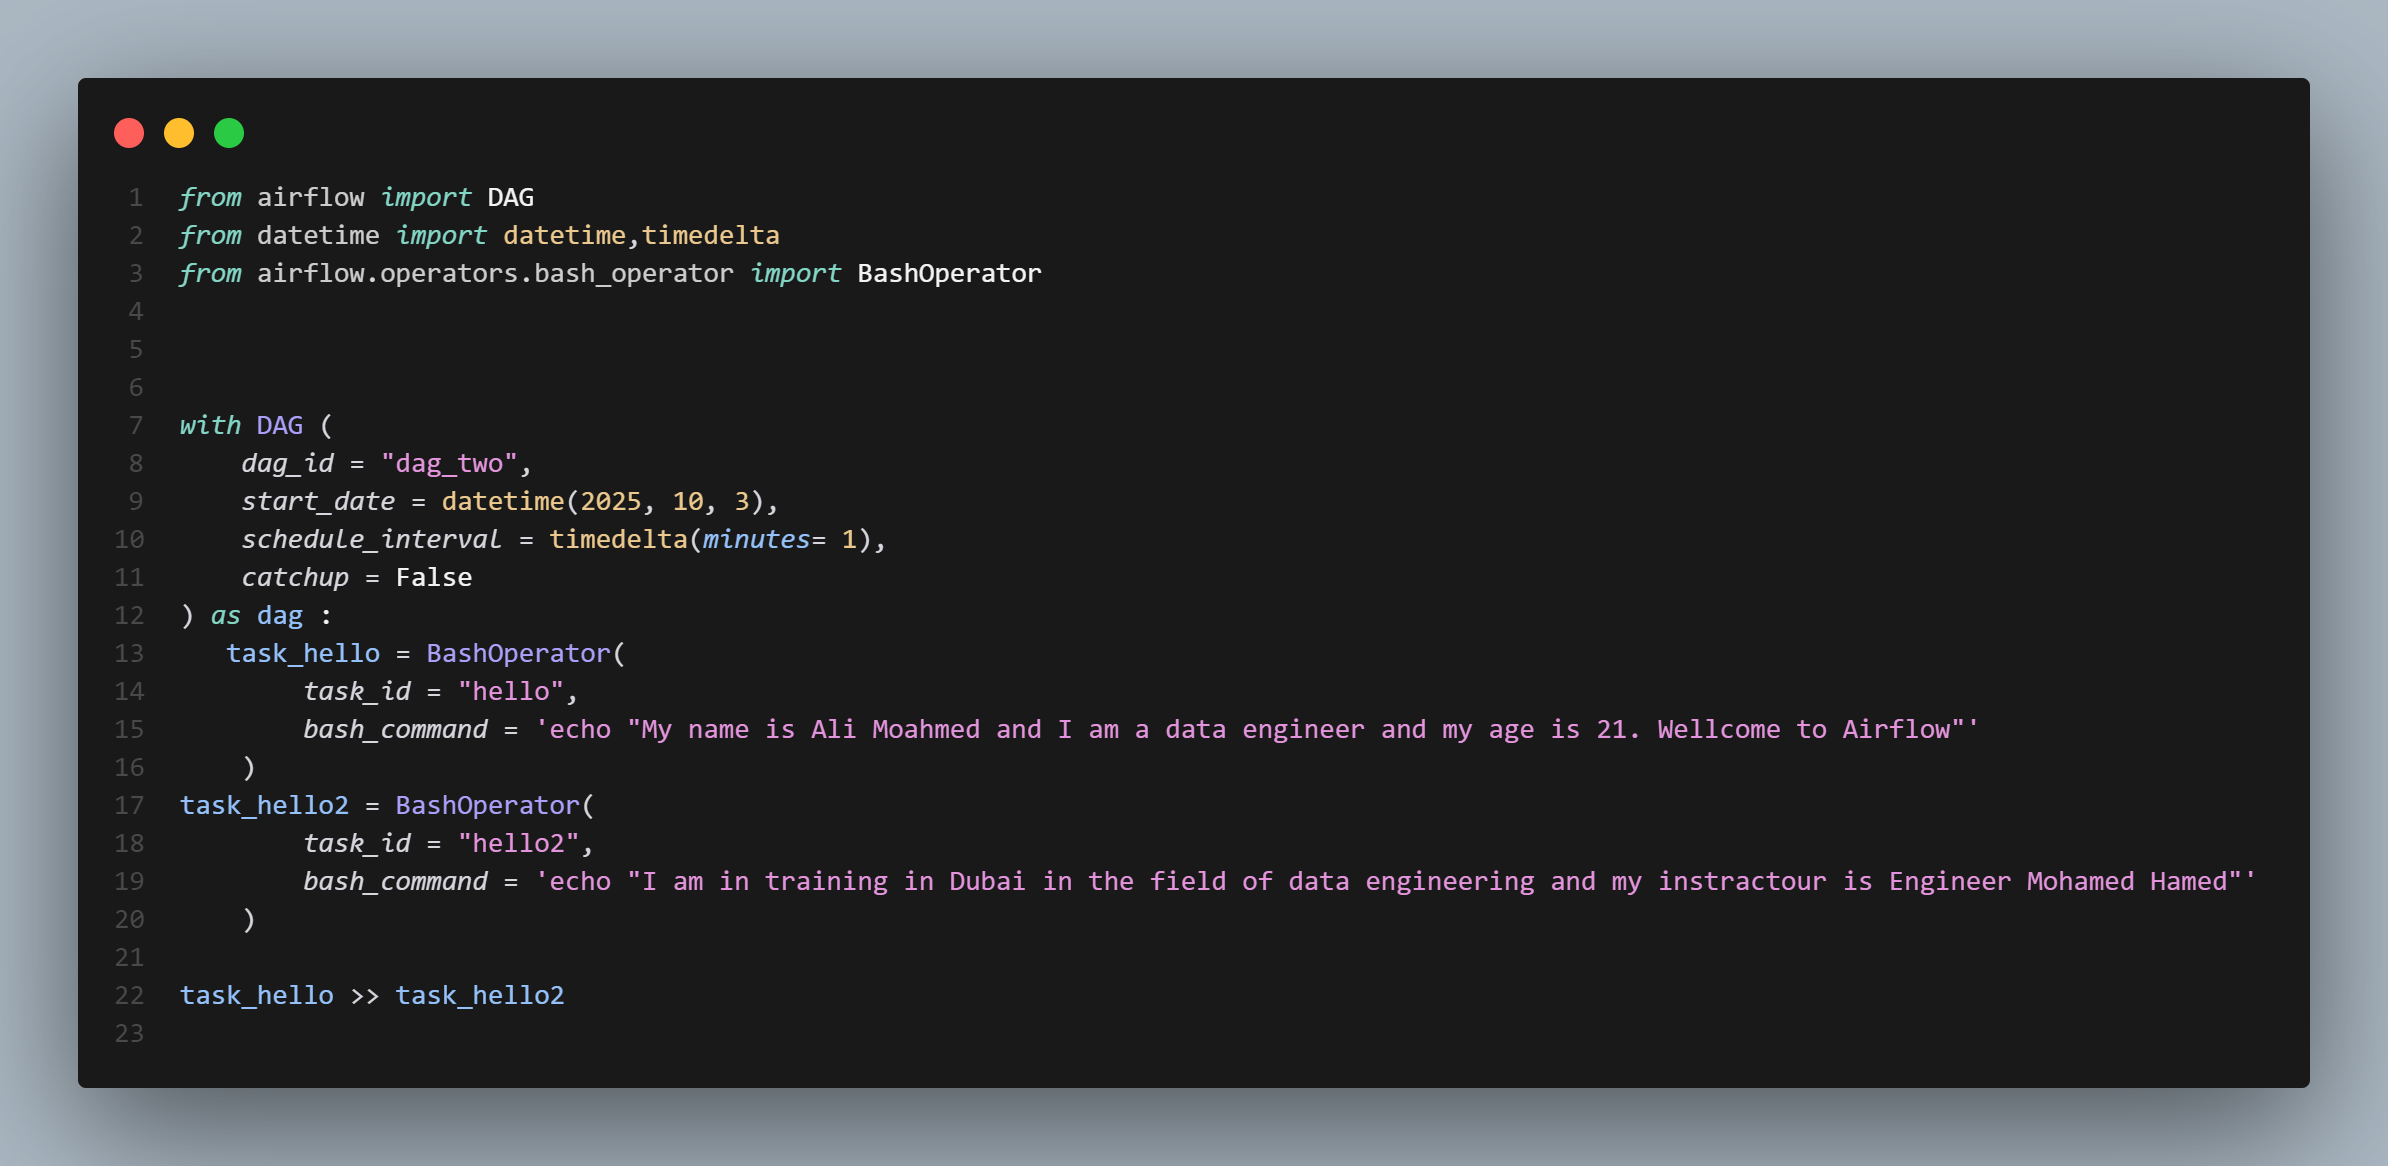 1 from airflow import DAG
2 from datetime import datetime,timedelta
3 from airflow.operators.bash_operator import BashOperator
4
5
6
7 with DAG (
8     dag_id = "dag_two",
9     start_date = datetime(2025, 10, 3),
10     schedule_interval = timedelta(minutes= 1),
11     catchup = False
12 ) as dag :
13    task_hello = BashOperator(
14         task_id = "hello",
15         bash_command = 'echo "My name is Ali Moahmed and I am a data engineer and my age is 21. Wellcome to Airflow"'
16     )
17 task_hello2 = BashOperator(
18         task_id = "hello2",
19         bash_command = 'echo "I am in training in Dubai in the field of data engineering and my instractour is Engineer Mohamed Hamed"'
20     )
21
22 task_hello >> task_hello2
23